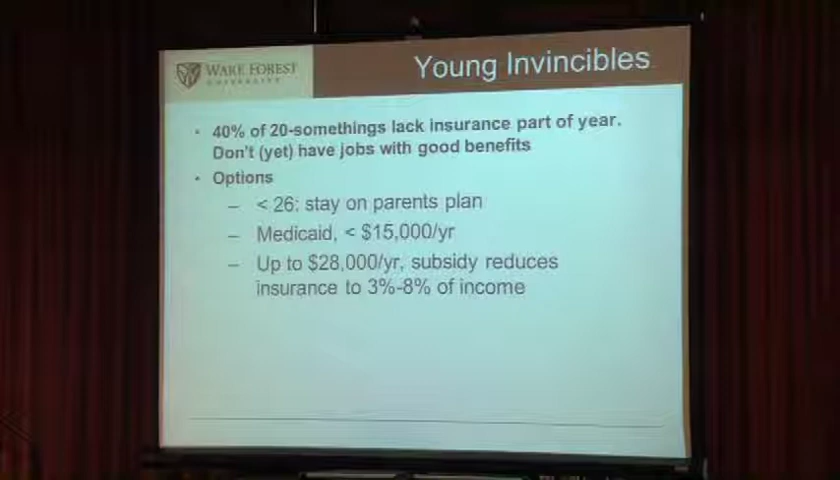 WAKE FOREST
UNIVERSITY
Young Invincibles
• 40% of 20-somethings lack insurance part of year.
Don't (yet) have jobs with good benefits
• Options
– < 26: stay on parents plan
– Medicaid, < $15,000/yr
– Up to $28,000/yr, subsidy reduces
insurance to 3%-8% of income